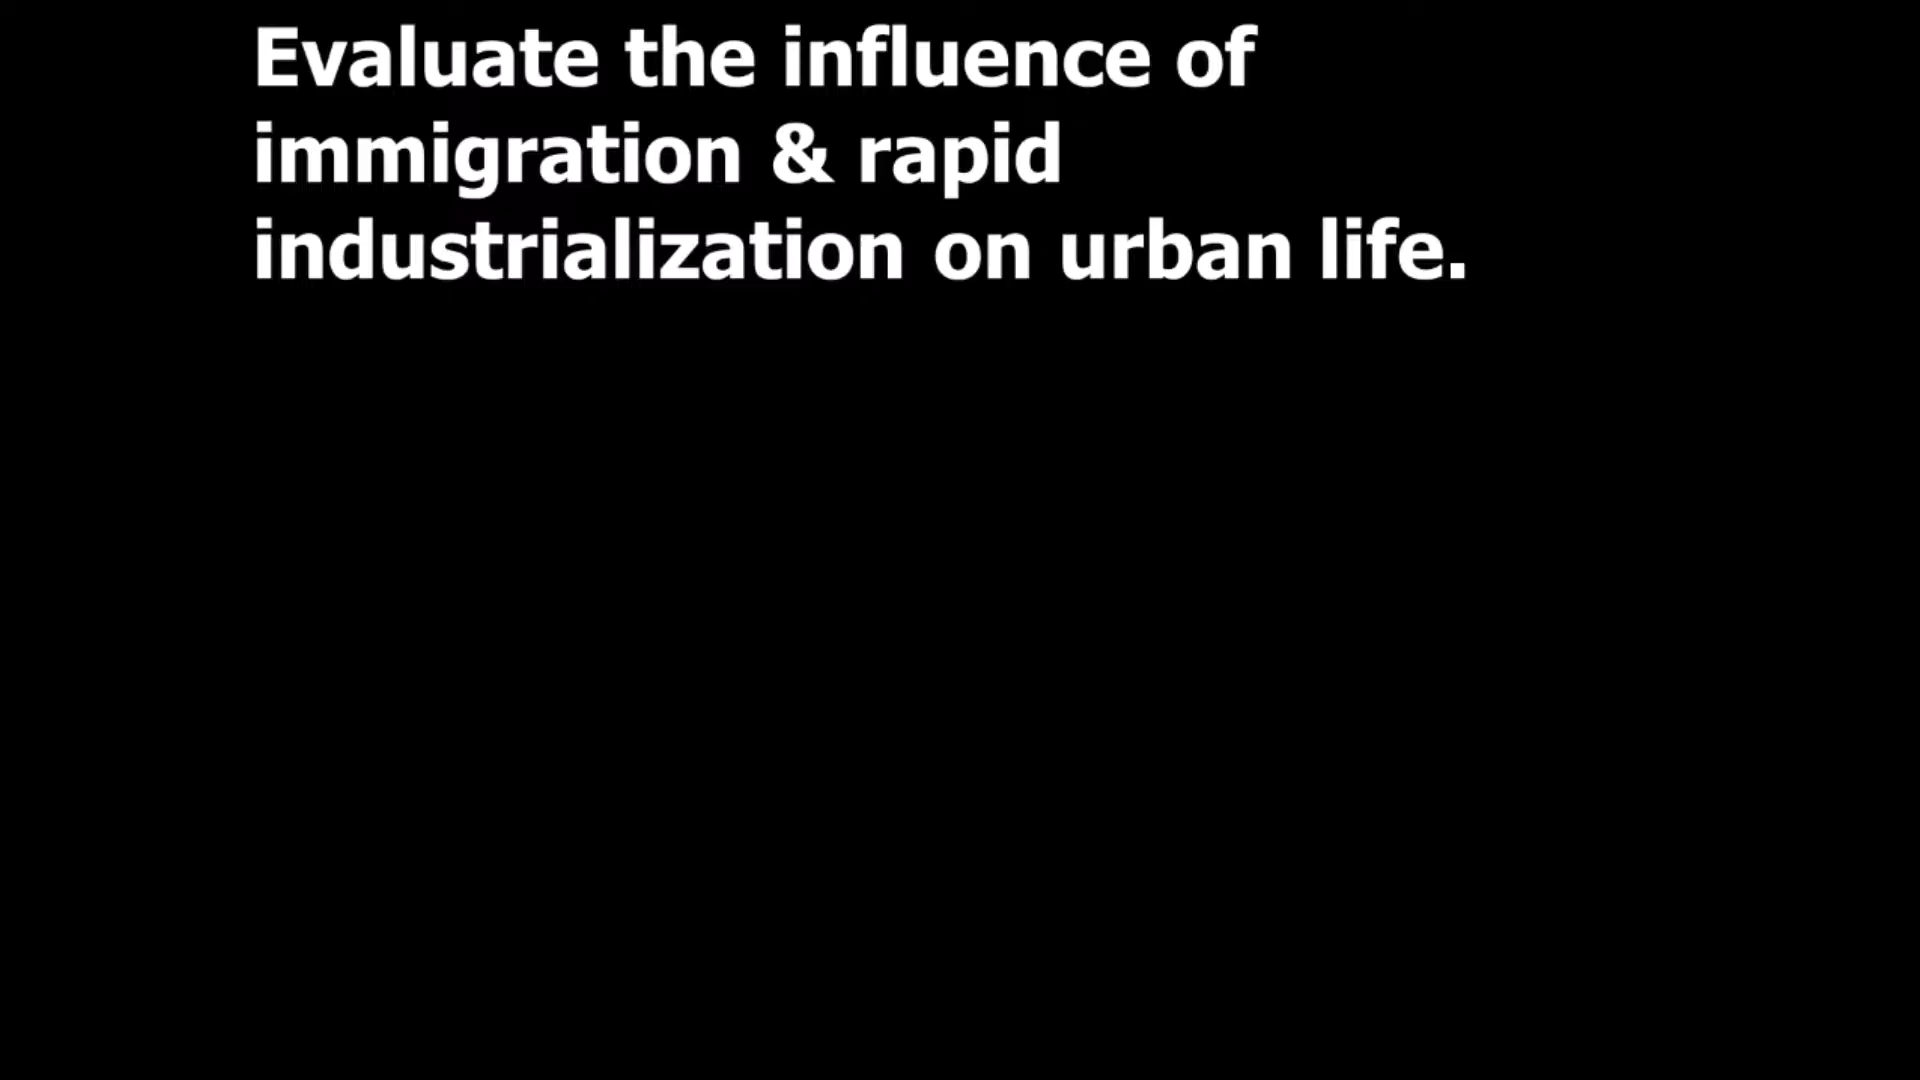 Evaluate the influence of
immigration & rapid
industrialization on urban life.